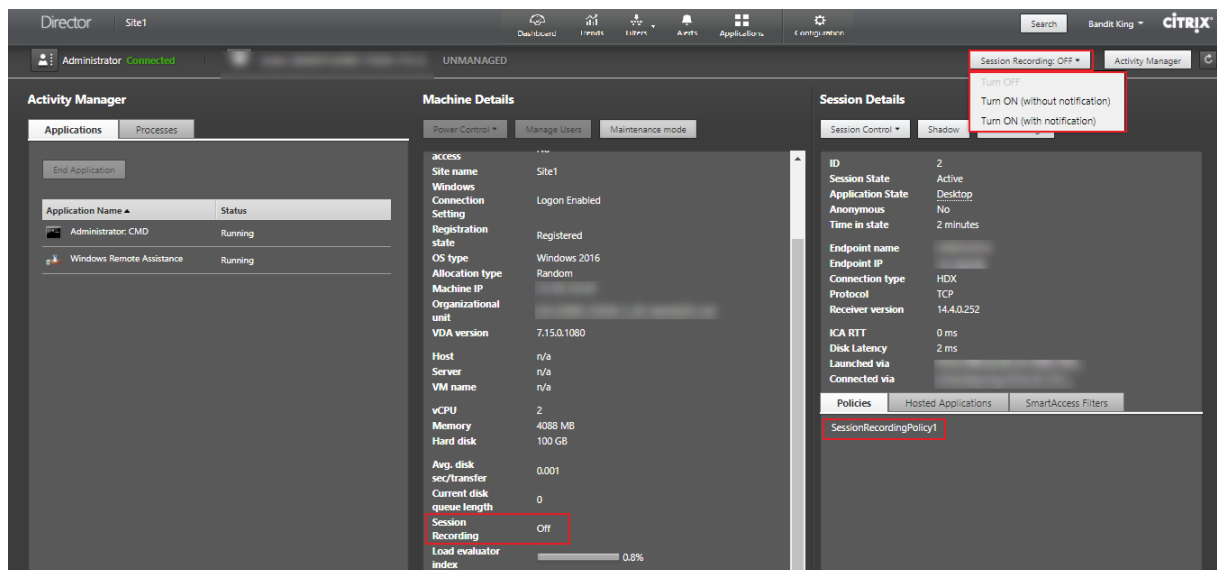 Director Site1
Dashboard Trends Filters Alerts Applications Configuration
Search Bandit King CİTRIX
Administrator Connected UNMANAGED
Session Recording: OFF Activity Manager
Turn OFF
Turn ON (without notification)
Turn ON (with notification)
Activity Manager
Applications Processes
End Application
Application Name Status
Administrator: CMD Running
Windows Remote Assistance Running
Machine Details
Power Control Manage Users Maintenance mode
access No
Site name Site1
Windows
Connection Logon Enabled
Setting
Registration
state Registered
OS type Windows 2016
Allocation type Random
Machine IP
Organizational
unit
VDA version 7.15.0.1080
Host n/a
Server n/a
VM name n/a
vCPU 2
Memory 4088 MB
Hard disk 100 GB
Avg. disk
sec/transfer 0.001
Current disk
queue length 0
Session
Recording Off
Load evaluator
index 0.8%
Session Details
Session Control Shadow
ID 2
Session State Active
Application State Desktop
Anonymous No
Time in state 2 minutes
Endpoint name
Endpoint IP
Connection type HDX
Protocol TCP
Receiver version 14.4.0.252
ICA RTT 0 ms
Disk Latency 2 ms
Launched via
Connected via
Policies Hosted Applications SmartAccess Filters
SessionRecordingPolicy1